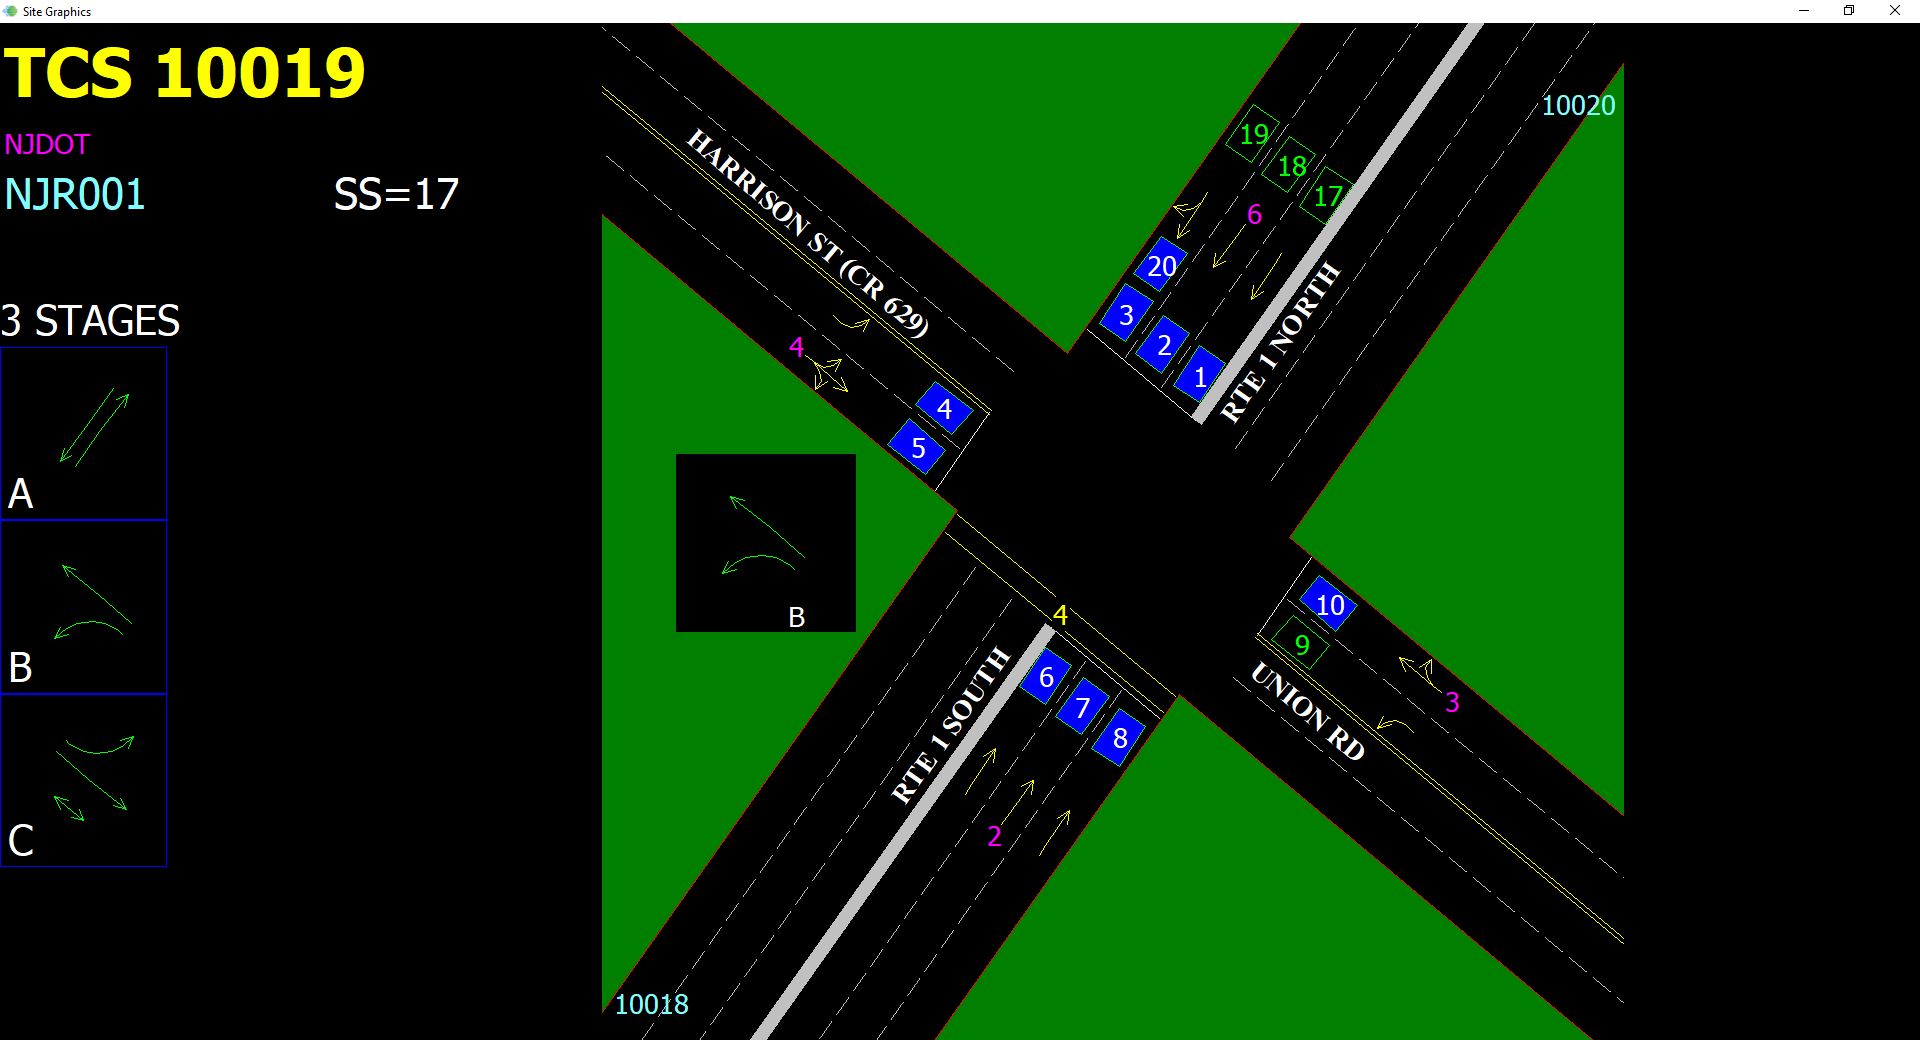 Site Graphics
TCS 10019
NJDOT
NJR001
SS=17
3 STAGES
A
B
C
HARRISON ST (CR 629)
4
4
5
B
19
18
17
6
20
3
2
1
RTE 1 NORTH
10020
4
RTE 1 SOUTH
6
7
8
2
10
9
3
UNION RD
10018